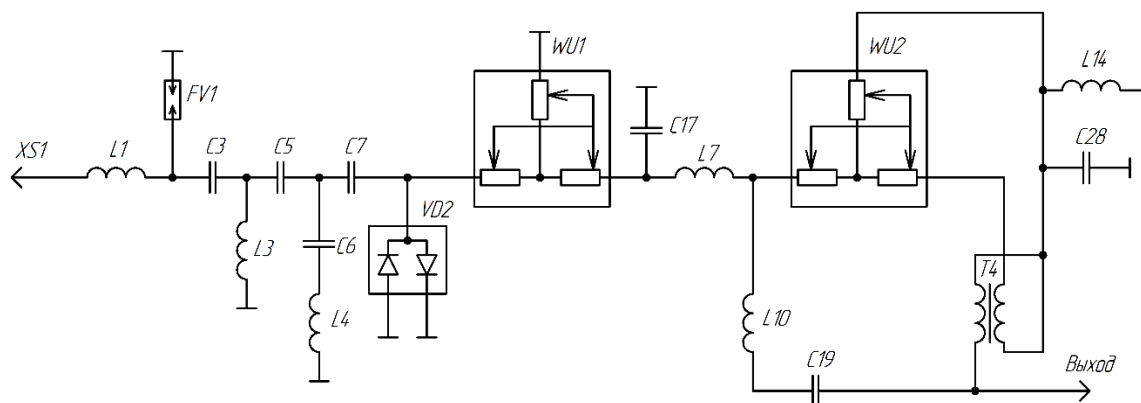 WU1
WU2
L14
FV1
C17
C28
XS1
L1
C3
C5
C7
L7
VD2
L3
C6
L4
T4
L10
C19
Выход